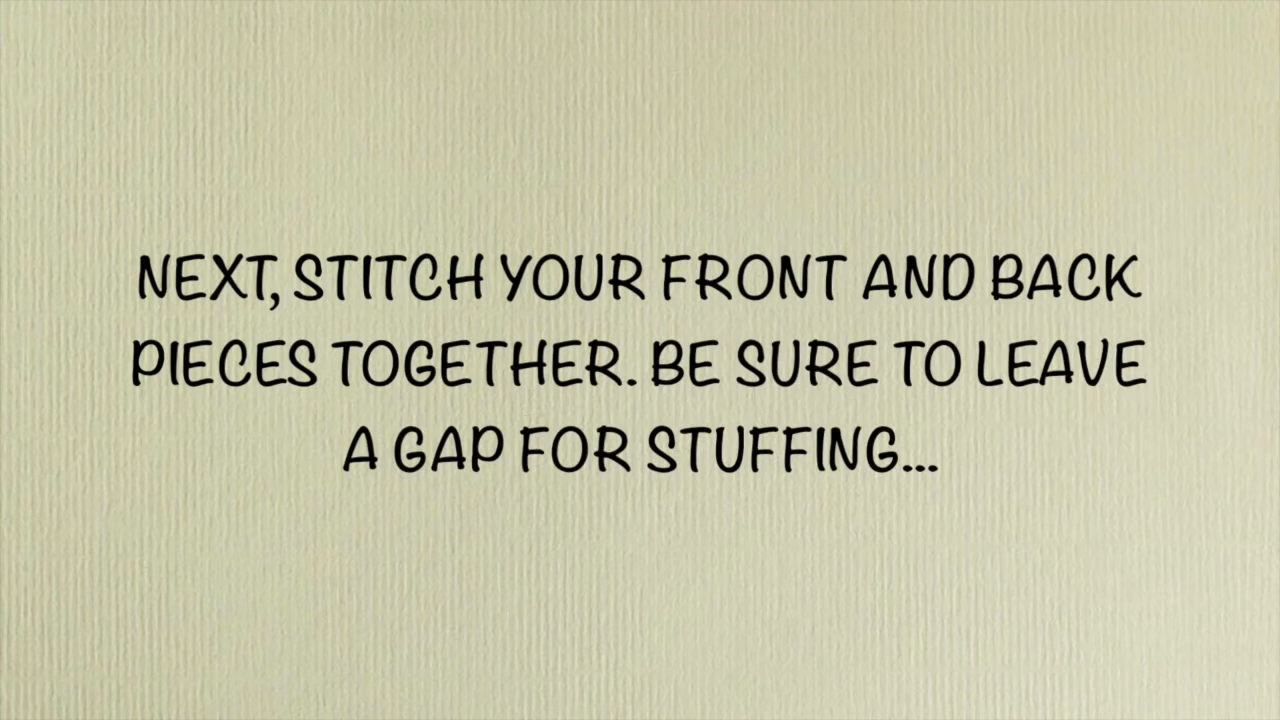 NEXT, STITCH YOUR FRONT AND BACK
PIECES TOGETHER. BE SURE TO LEAVE
A GAP FOR STUFFING...